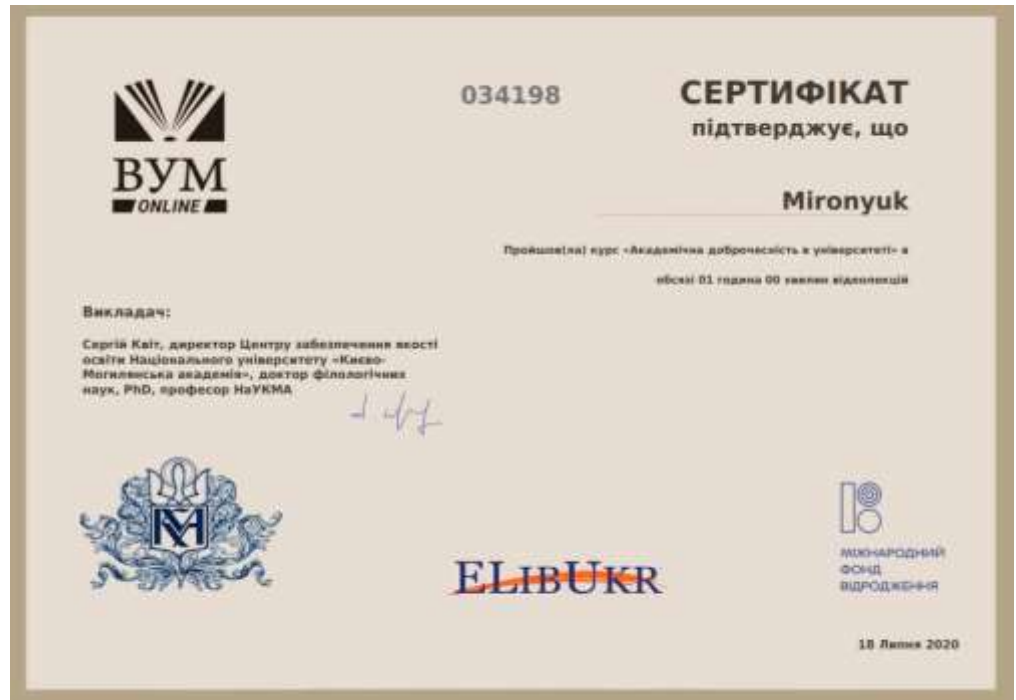 ВУМ
ONLINE
034198
СЕРТИФІКАТ
підтверджує, що
Mironyuk
Пройшов(ла) курс «Академічна доброчесність в університеті» в
обсязі 01 година 00 хвилин відеолекцій
Викладач:
Сергій Квіт, директор Центру забезпечення якості
освіти Національного університету «Києво-
Могилянська академія», доктор філологічних
наук, PhD, професор НаУКМА
ELIBUKR
МІЖНАРОДНИЙ
ФОНД
ВІДРОДЖЕННЯ
18 Липня 2020